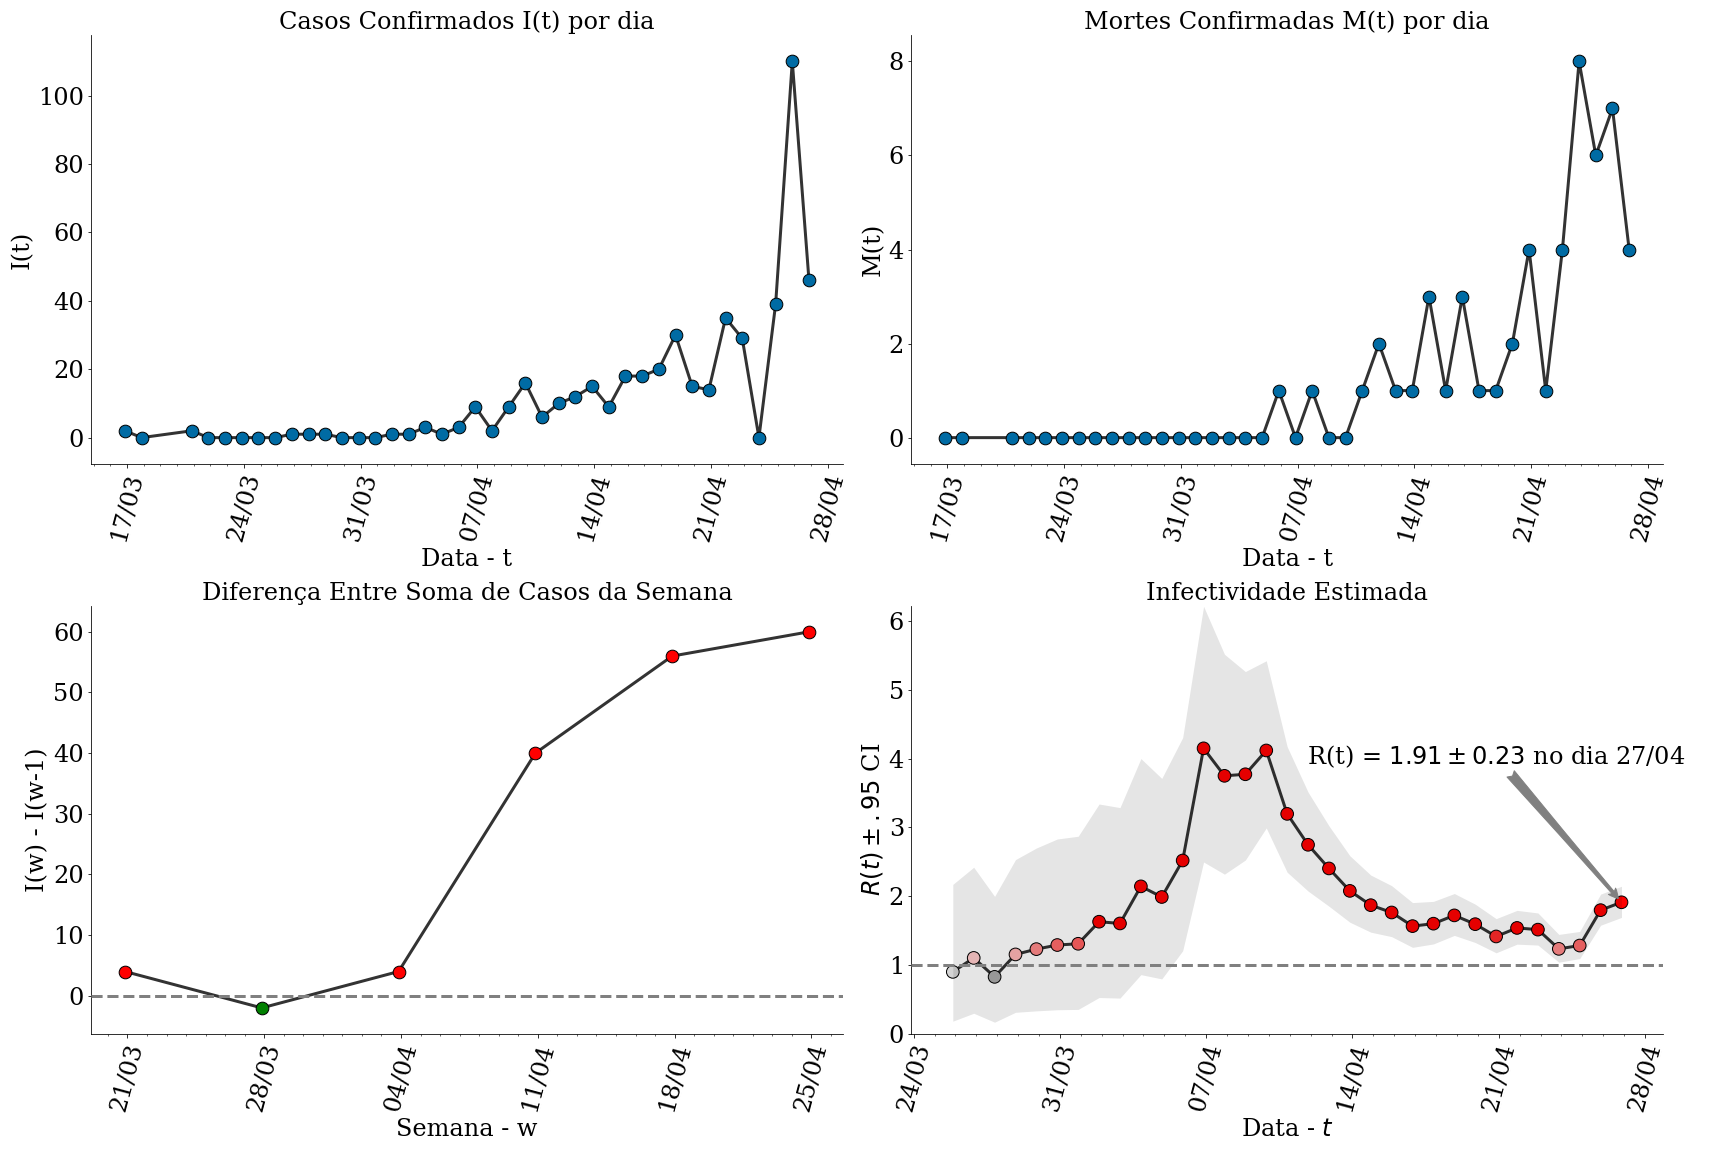 Casos Confirmados I(t) por dia
I(t)
100
80
60
40
20
0
17/03 24/03 31/03 07/04 14/04 21/04 28/04
Data - t
Mortes Confirmadas M(t) por dia
M(t)
8
6
4
2
0
17/03 24/03 31/03 07/04 14/04 21/04 28/04
Data - t
Diferença Entre Soma de Casos da Semana
I(w) - I(w-1)
60
50
40
30
20
10
0
21/03 28/03 04/04 11/04 18/04 25/04
Semana - w
Infectividade Estimada
R(t) ± .95 CI
6
5
4
3
2
1
0
R(t) = 1.91 ± 0.23 no dia 27/04
24/03 31/03 07/04 14/04 21/04 28/04
Data - t